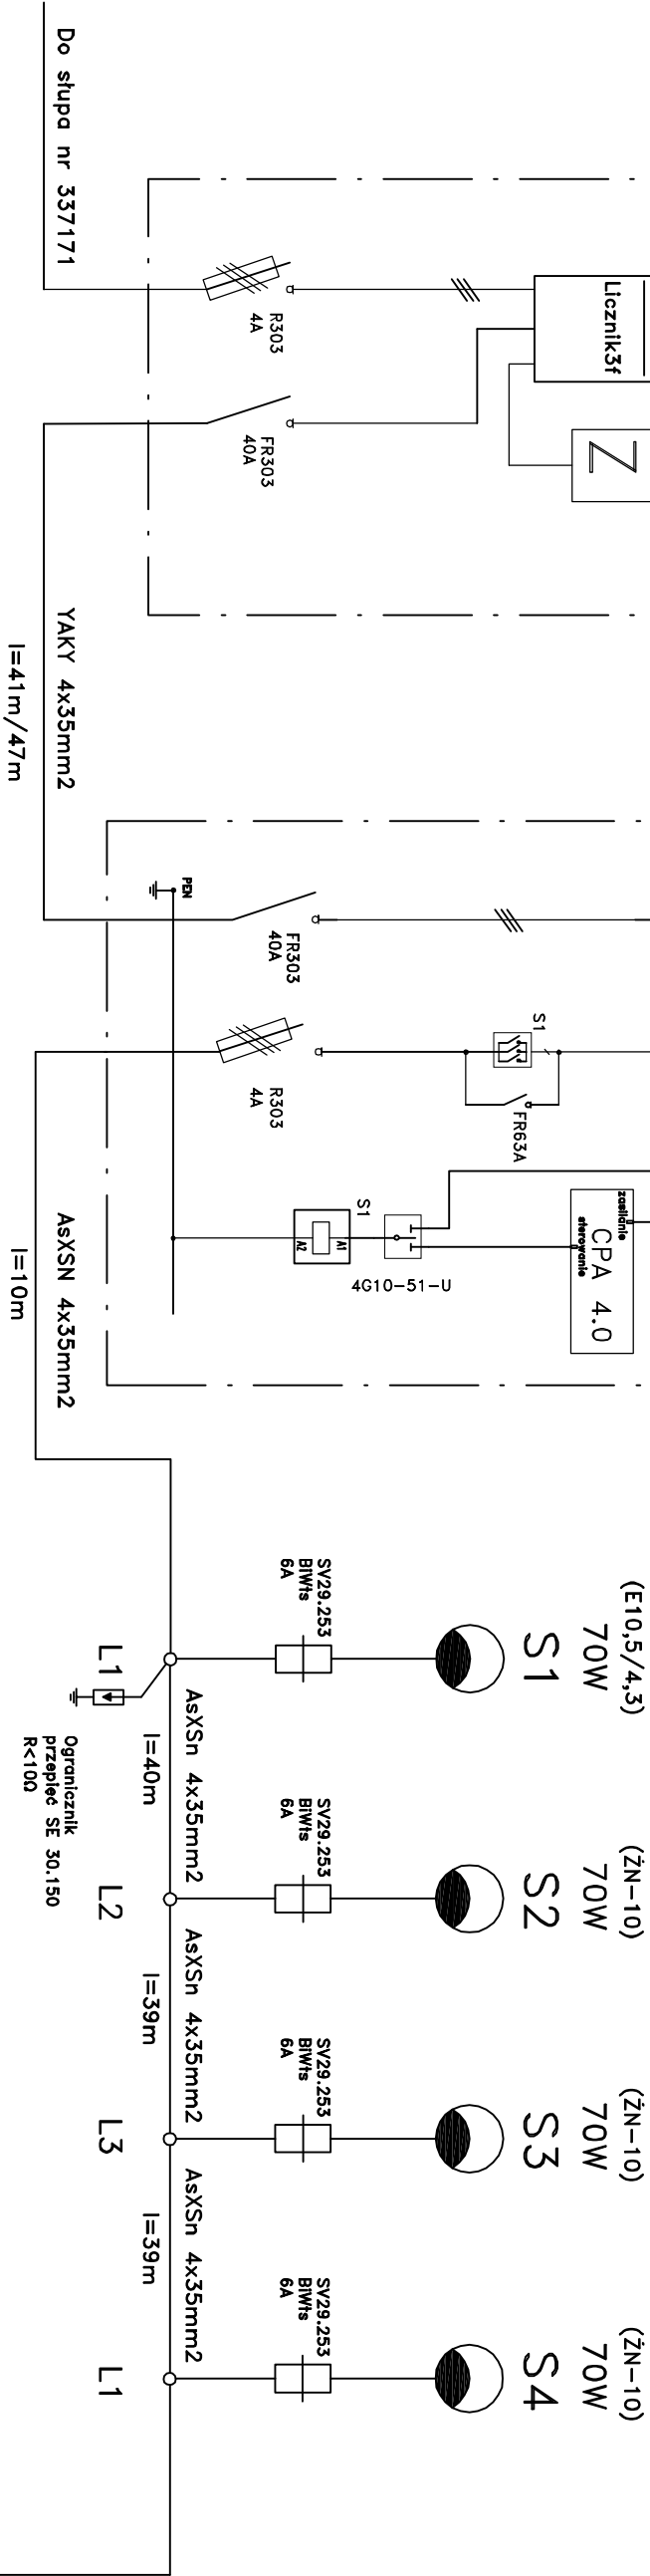 Do słupa nr 337171
R303
4A
Licznik3f
Z
FR303
40A
YAKY 4x35mm2
l=41m/47m
PEN
FR303
40A
R303
4A
S1
FR63A
S1
A1
A2
4G10-51-U
zasilanie
sterowanie
CPA 4.0
AsXSN 4x35mm2
l=10m
(E10,5/4,3)
70W
S1
SV29.253
BiWts
6A
L1
Ogranicznik
przepięć SE 30.150
R<10Ω
AsXSn 4x35mm2
l=40m
(ŻN-10)
70W
S2
SV29.253
BiWts
6A
L2
AsXSn 4x35mm2
l=39m
(ŻN-10)
70W
S3
SV29.253
BiWts
6A
L3
AsXSn 4x35mm2
l=39m
(ŻN-10)
70W
S4
SV29.253
BiWts
6A
L1